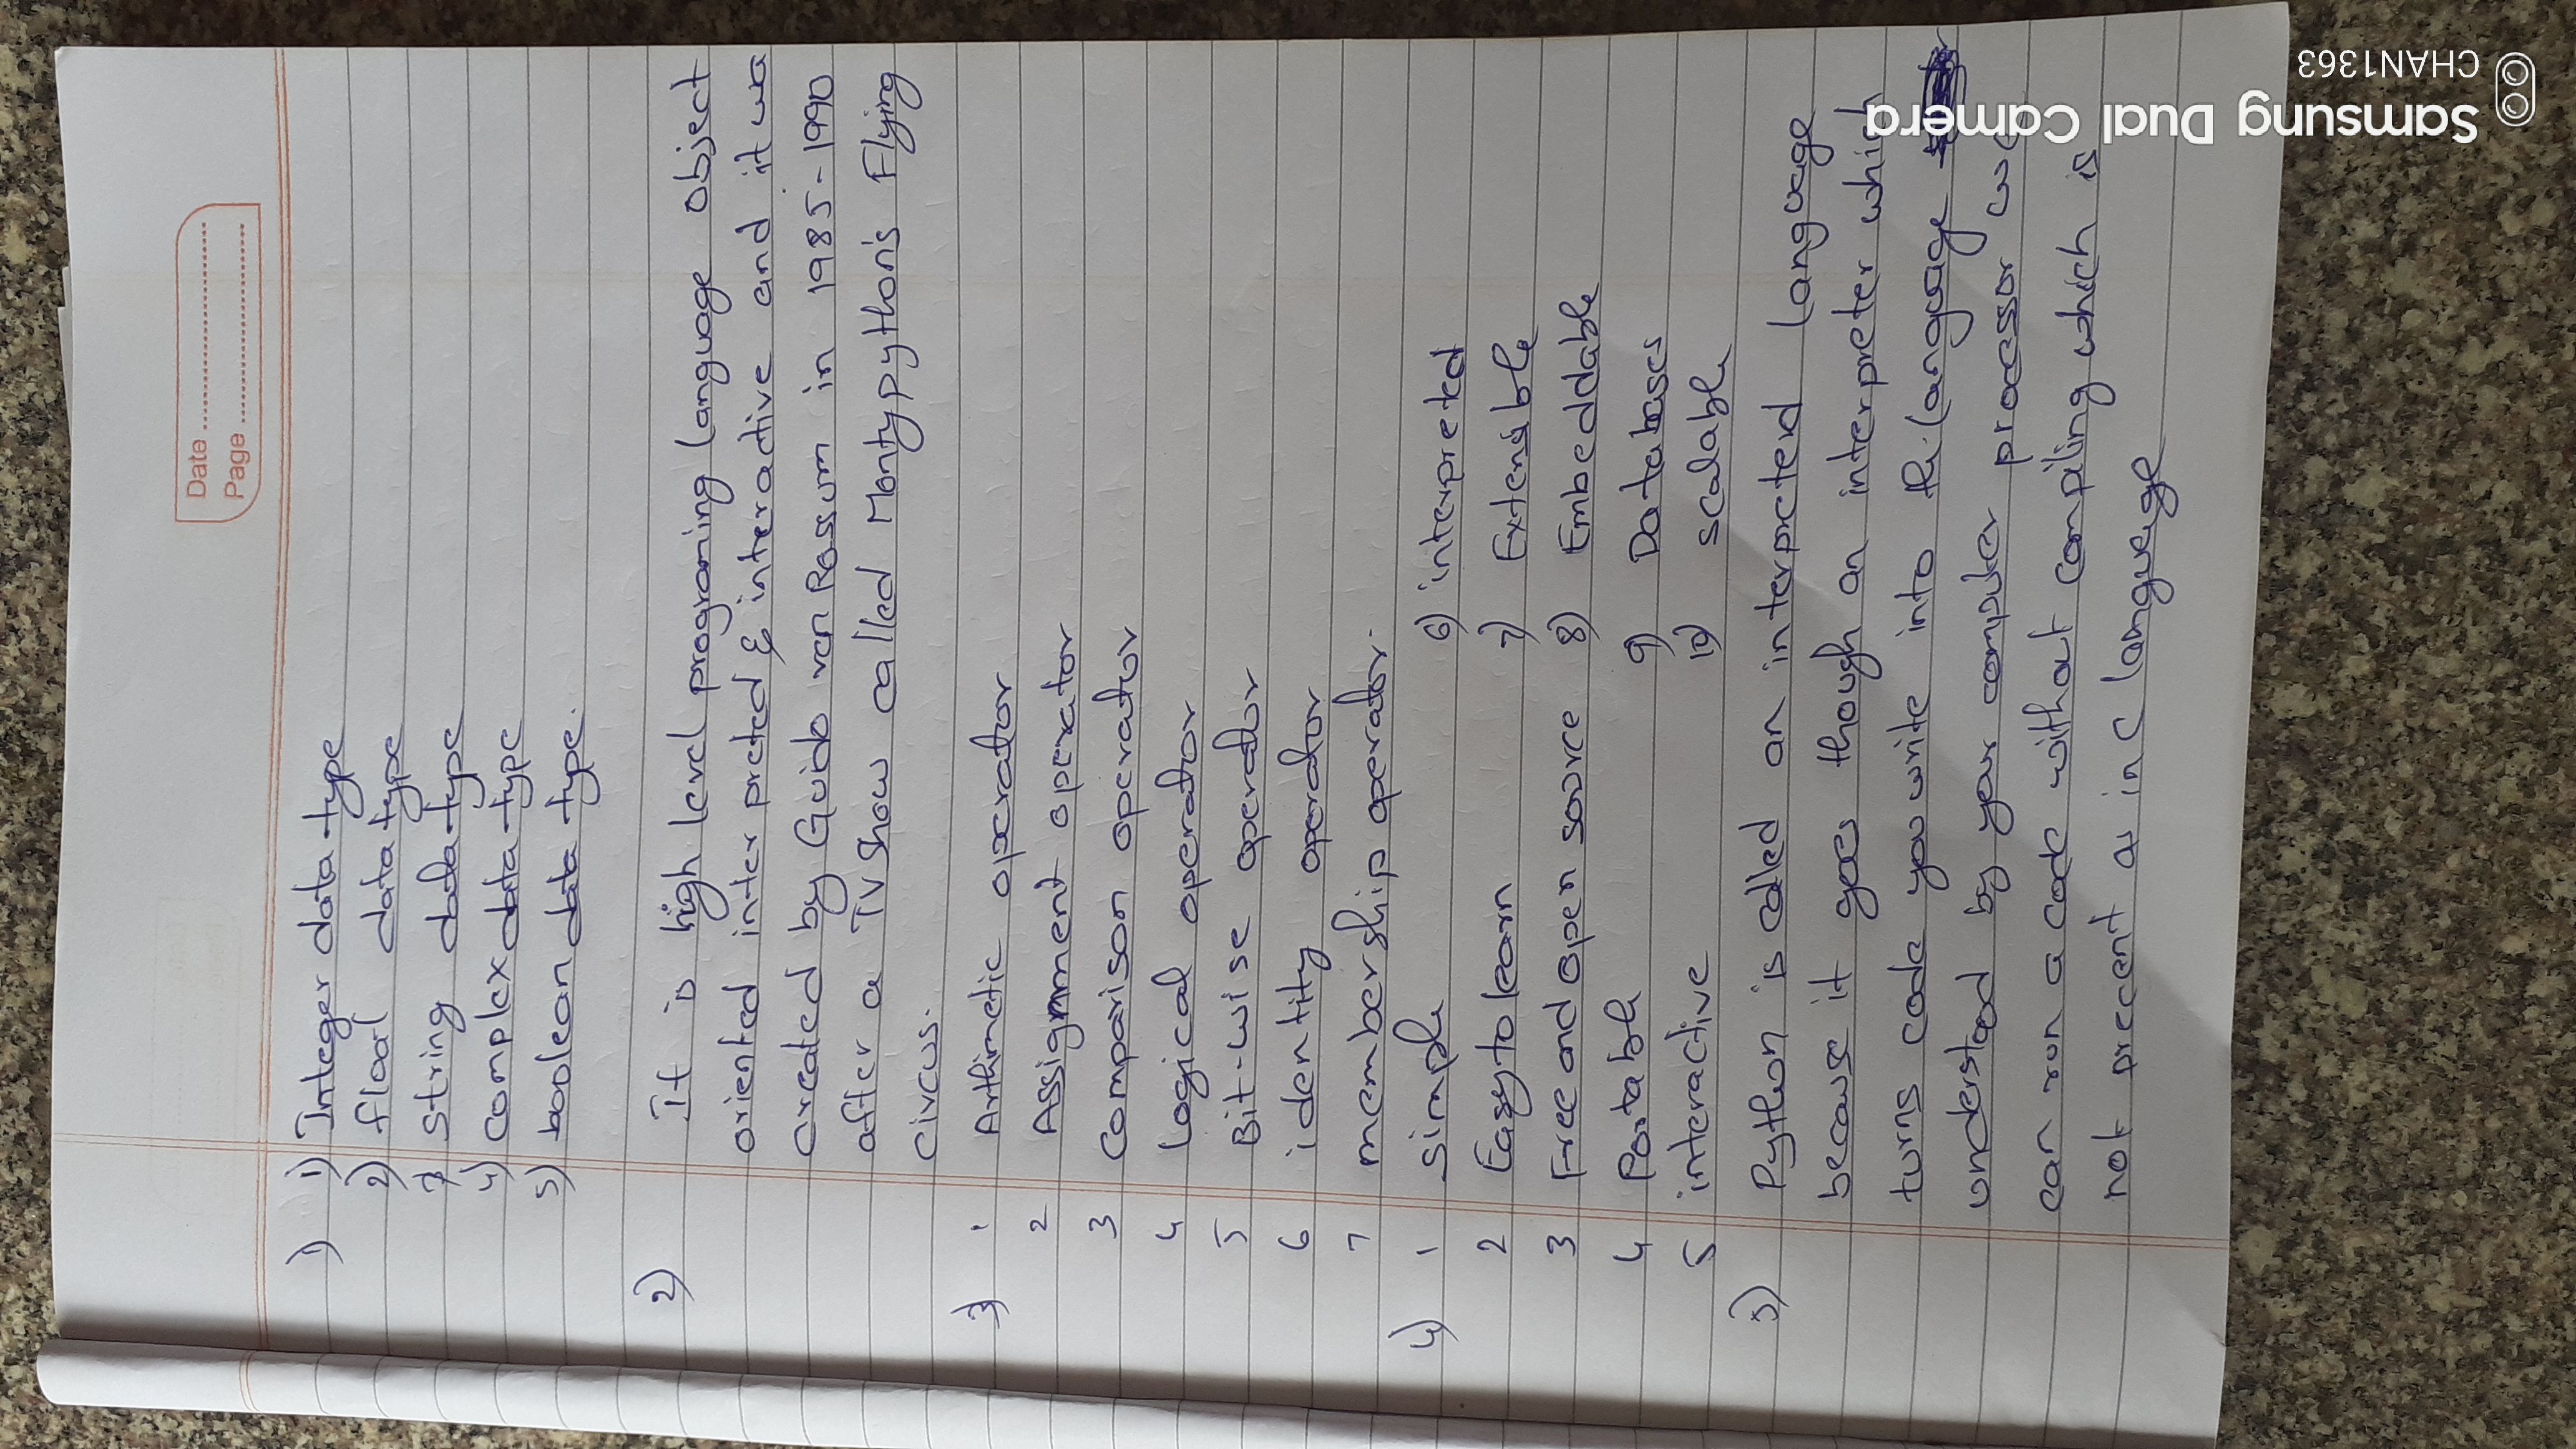 Date
Page
1) 1) Integer data type
2) float data type
3) String data type
4) Complex data type
5) boolean data type.
2) It is high level programing language object
oriented interpreted & interactive and it was
created by Guido van Rossum in 1985-1990
after a TV show called Monty python's Flying
circus.
3) 1 Arthimetic operator
2 Assignment operator
3 Comparison operator
4 logical operator
5 Bit-wise operator
6 identity operator
7 membership operator.
4) 1 Simple 6) interpreted
2 Easy to learn 7) Extensible
3 Free and open source 8) Embeddable
4 Portable 9) Databases
5 interactive 10) scalable
5) Python is called an interpreted language
because it goes though an interpreter which
turns code you write into the language
understood by your computer processor we
can run a code without compiling which is
not precent as in C language
Samsung Dual Camera
CHAN1363